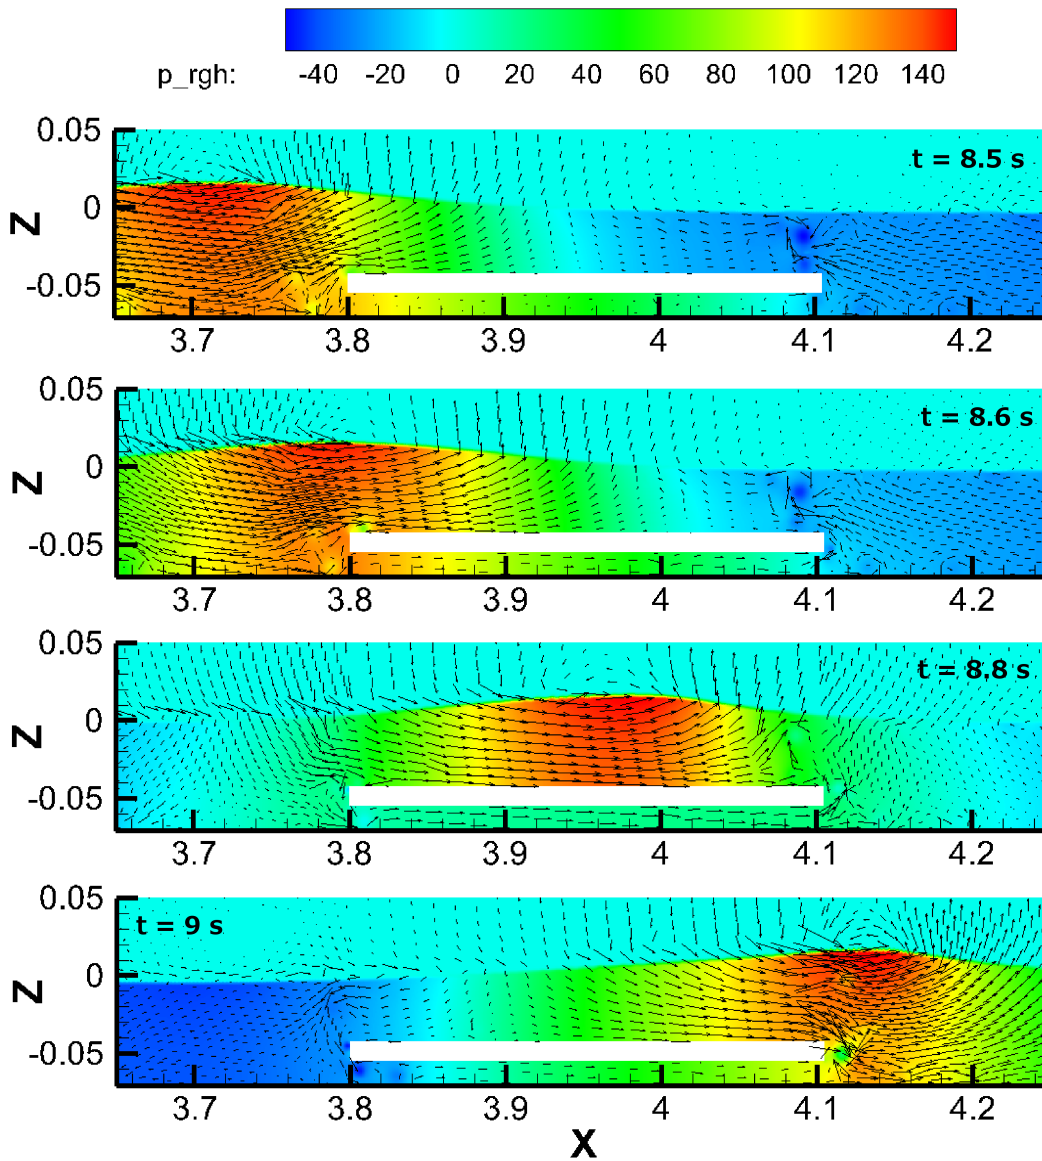 p_rgh: -40 -20 0 20 40 60 80 100 120 140
0.05
t = 8.5 s
Z
0
-0.05
3.7 3.8 3.9 4 4.1 4.2
0.05
t = 8.6 s
Z
0
-0.05
3.7 3.8 3.9 4 4.1 4.2
0.05
t = 8.8 s
Z
0
-0.05
3.7 3.8 3.9 4 4.1 4.2
0.05
t = 9 s
Z
0
-0.05
3.7 3.8 3.9 4 4.1 4.2
X